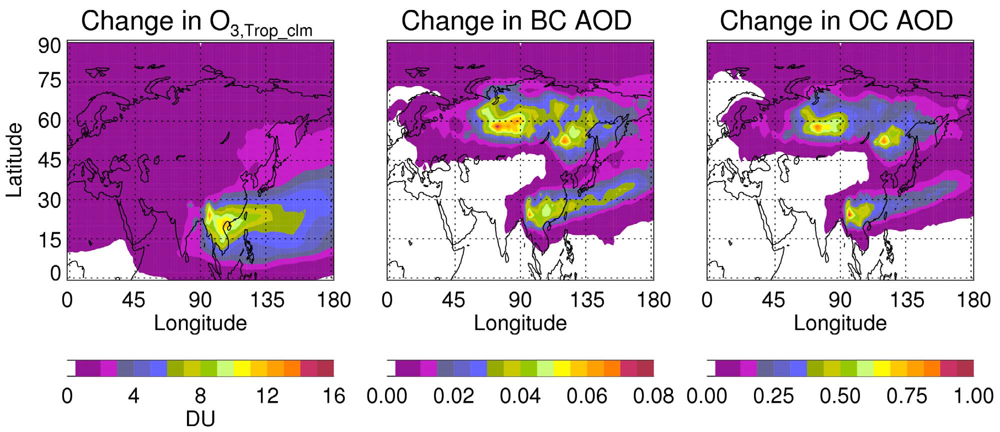 Change in O3,Trop_clm
Change in BC AOD
Change in OC AOD
Latitude
90
75
60
45
30
15
0
0 45 90 135 180
0 45 90 135 180
0 45 90 135 180
Longitude
Longitude
Longitude
0 4 8 12 16
0.00 0.02 0.04 0.06 0.08
0.00 0.25 0.50 0.75 1.00
DU